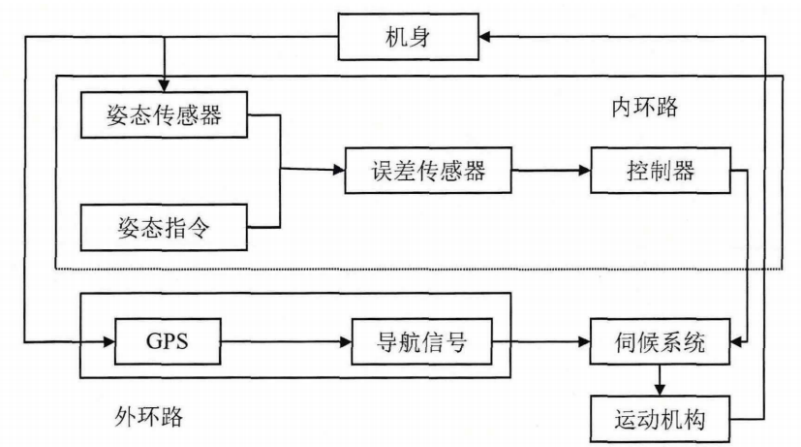 机身
内环路
姿态传感器
误差传感器
控制器
姿态指令
GPS
导航信号
伺候系统
外环路
运动机构